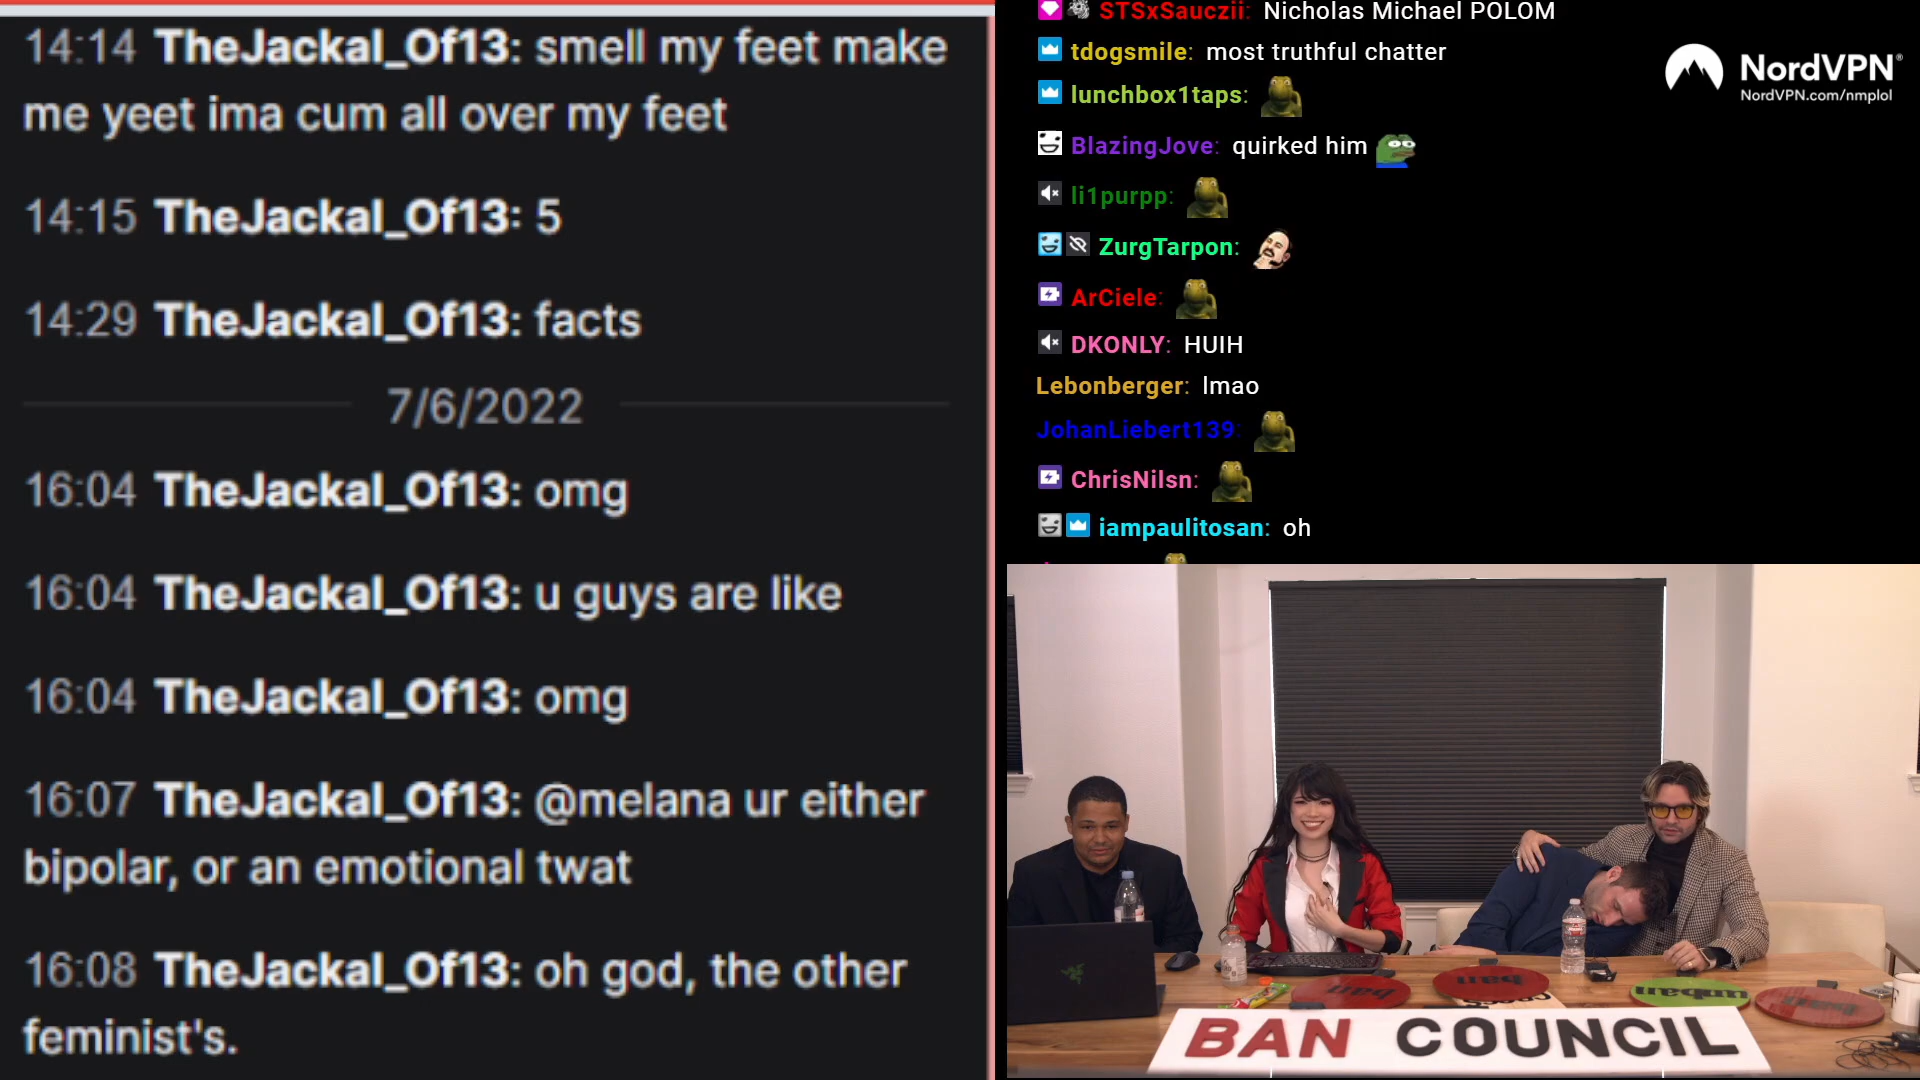 14:14 TheJackal_Of13: smell my feet make
me yeet ima cum all over my feet
14:15 TheJackal_Of13: 5
14:29 TheJackal_Of13: facts
7/6/2022
16:04 TheJackal_Of13: omg
16:04 TheJackal_Of13: u guys are like
16:04 TheJackal_Of13: omg
16:07 TheJackal_Of13: @melana ur either
bipolar, or an emotional twat
16:08 TheJackal_Of13: oh god, the other
feminist's.
STSxSauczii: Nicholas Michael POLOM
tdogsmile: most truthful chatter
lunchbox1taps:
BlazingJove: quirked him
li1purpp:
ZurgTarpon:
ArCiele:
DKONLY: HUIH
Lebonberger: lmao
JohanLiebert139:
ChrisNilsn:
iampaulitosan: oh
NordVPN®
NordVPN.com/nmplol
ban
ban
unban
BAN COUNCIL